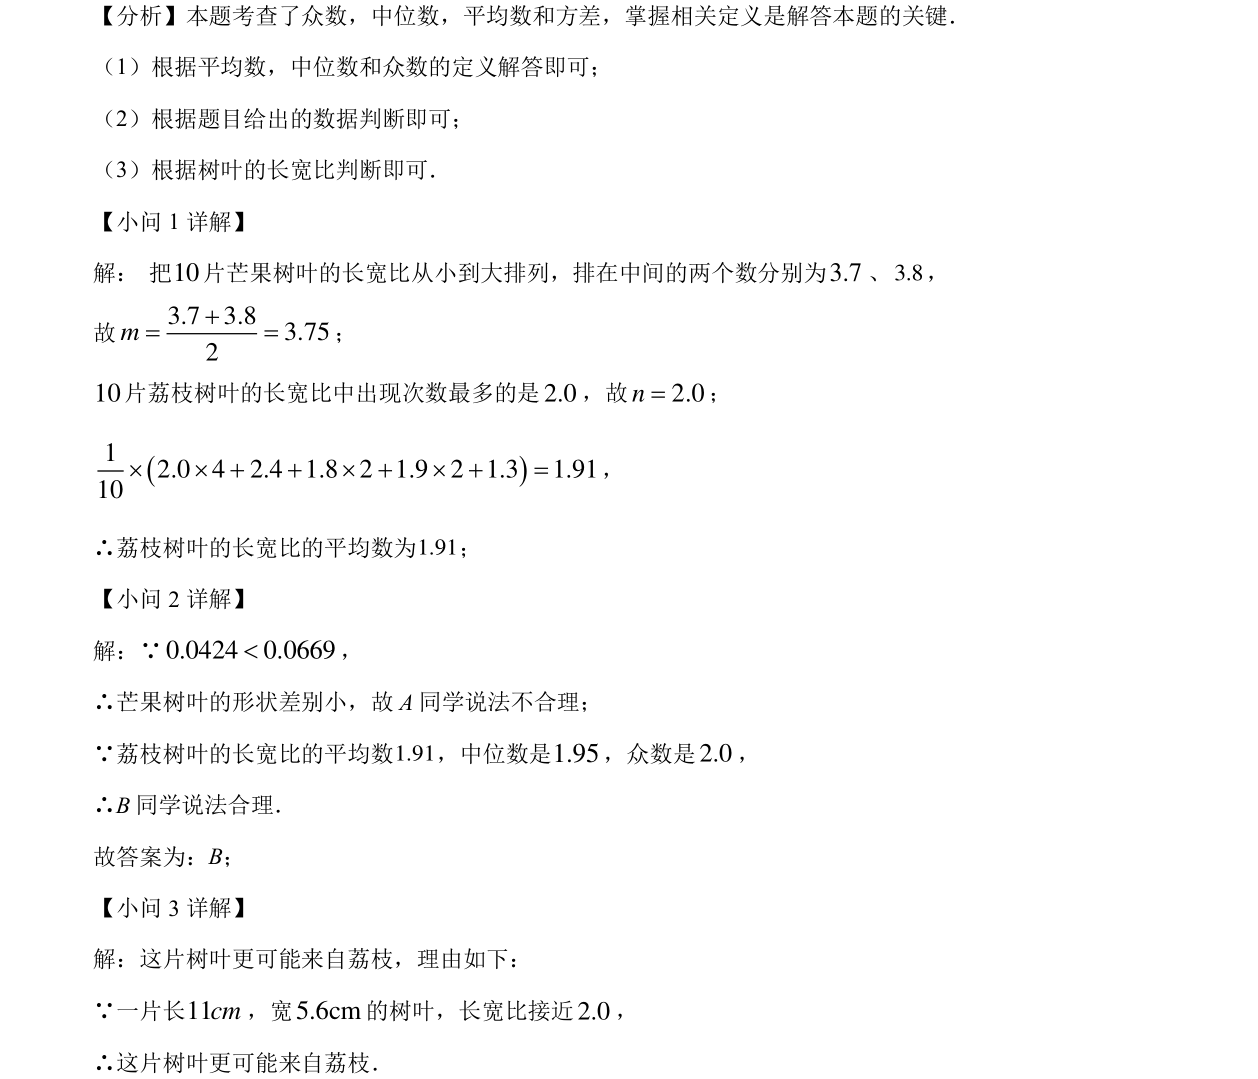 【分析】本题考查了众数，中位数，平均数和方差，掌握相关定义是解答本题的关键．
（1）根据平均数，中位数和众数的定义解答即可；
（2）根据题目给出的数据判断即可；
（3）根据树叶的长宽比判断即可．
【小问 1 详解】
解： 把10片芒果树叶的长宽比从小到大排列，排在中间的两个数分别为3.7 、3.8，
故 m = \frac{3.7+3.8}{2} = 3.75；
10片荔枝树叶的长宽比中出现次数最多的是 2.0，故 n = 2.0；
\frac{1}{10}×(2.0×4+2.4+1.8×2+1.9×2+1.3)=1.91，
∴荔枝树叶的长宽比的平均数为1.91；
【小问 2 详解】
解：∵ 0.0424 < 0.0669，
∴芒果树叶的形状差别小，故 A 同学说法不合理；
∵荔枝树叶的长宽比的平均数1.91，中位数是1.95，众数是 2.0，
∴B 同学说法合理．
故答案为：B；
【小问 3 详解】
解：这片树叶更可能来自荔枝，理由如下：
∵一片长11cm，宽5.6cm 的树叶，长宽比接近 2.0，
∴这片树叶更可能来自荔枝．